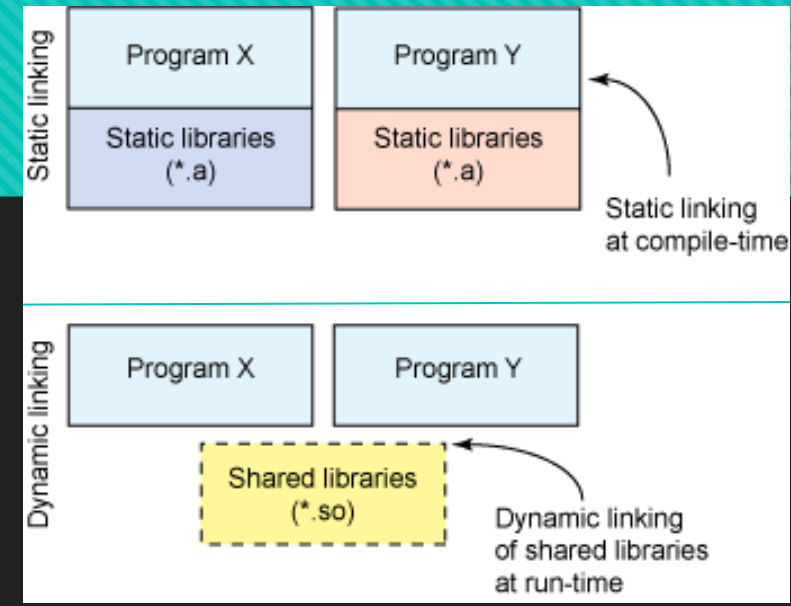 Static linking
Program X
Program Y
Static libraries
(*.a)
Static libraries
(*.a)
Static linking
at compile-time
Dynamic linking
Program X
Program Y
Shared libraries
(*.so)
Dynamic linking
of shared libraries
at run-time